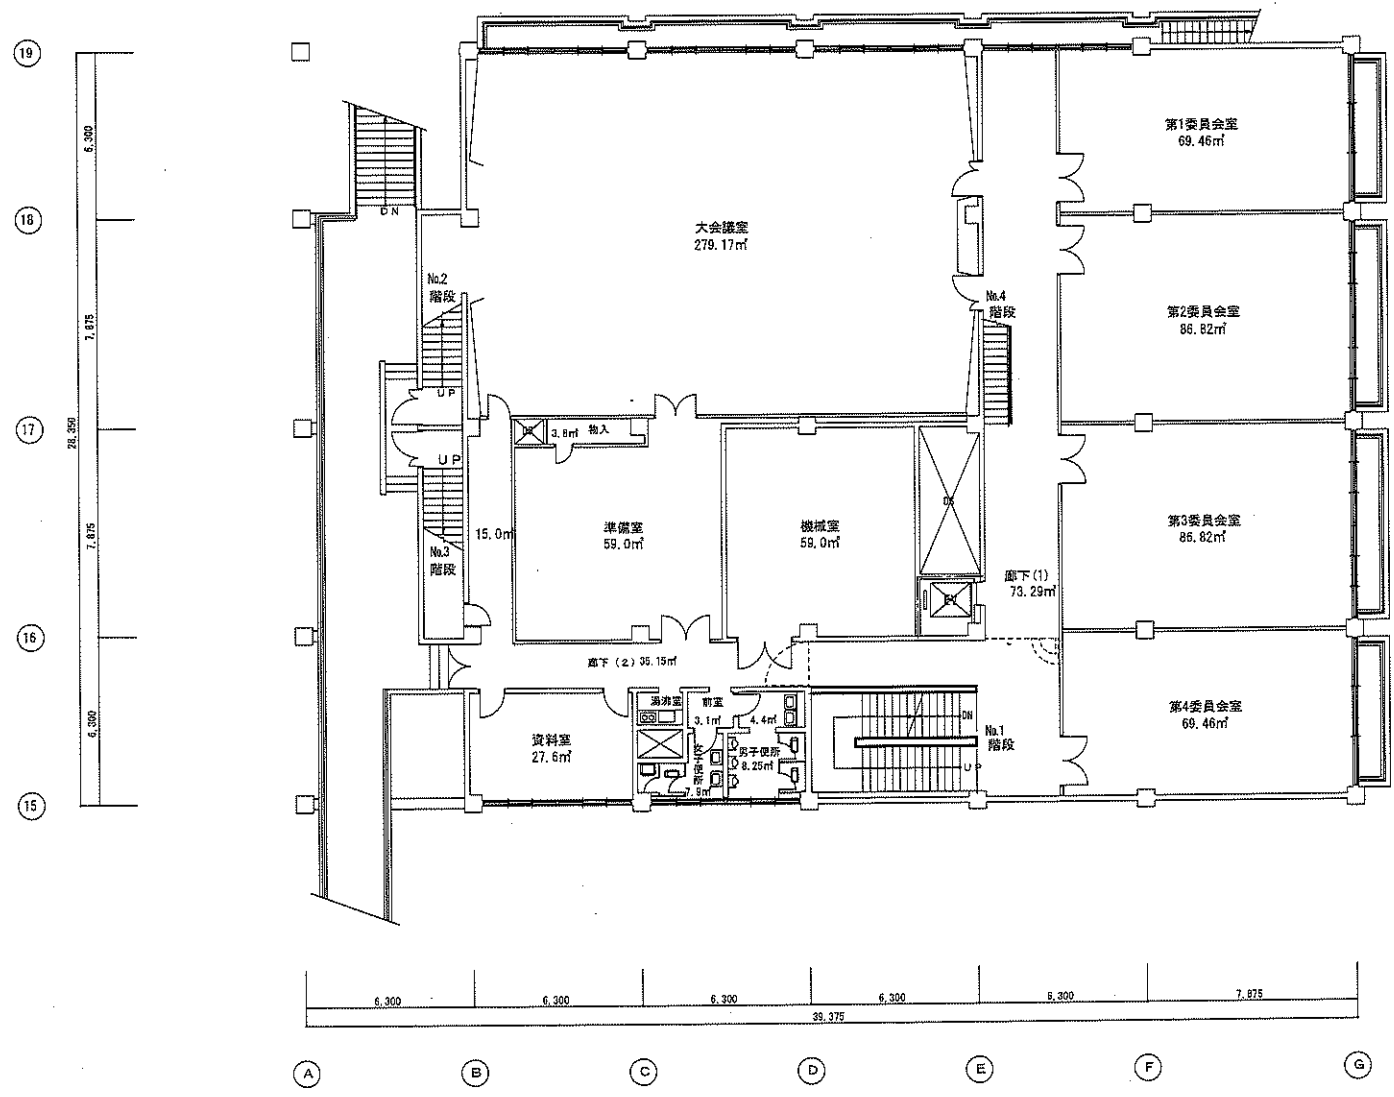 19
18
17
16
15
6,300
7,875
28,350
7,875
6,300
DN
No.2
階段
UP
UP
No.3
階段
15.0㎡
大会議室
279.17㎡
No.4
階段
第1委員会室
69.46㎡
第2委員会室
86.82㎡
第3委員会室
86.82㎡
第4委員会室
69.46㎡
DS
3.8㎡ 物入
準備室
59.0㎡
機械室
59.0㎡
DS
EV
廊下(1)
73.29㎡
廊下(2) 35.15㎡
資料室
27.6㎡
湯沸室
前室
3.1㎡
4.4㎡
女子便所
7.9㎡
男子便所
8.25㎡
DN
UP
No.1
階段
6,300
6,300
6,300
6,300
6,300
7,875
39,375
A
B
C
D
E
F
G